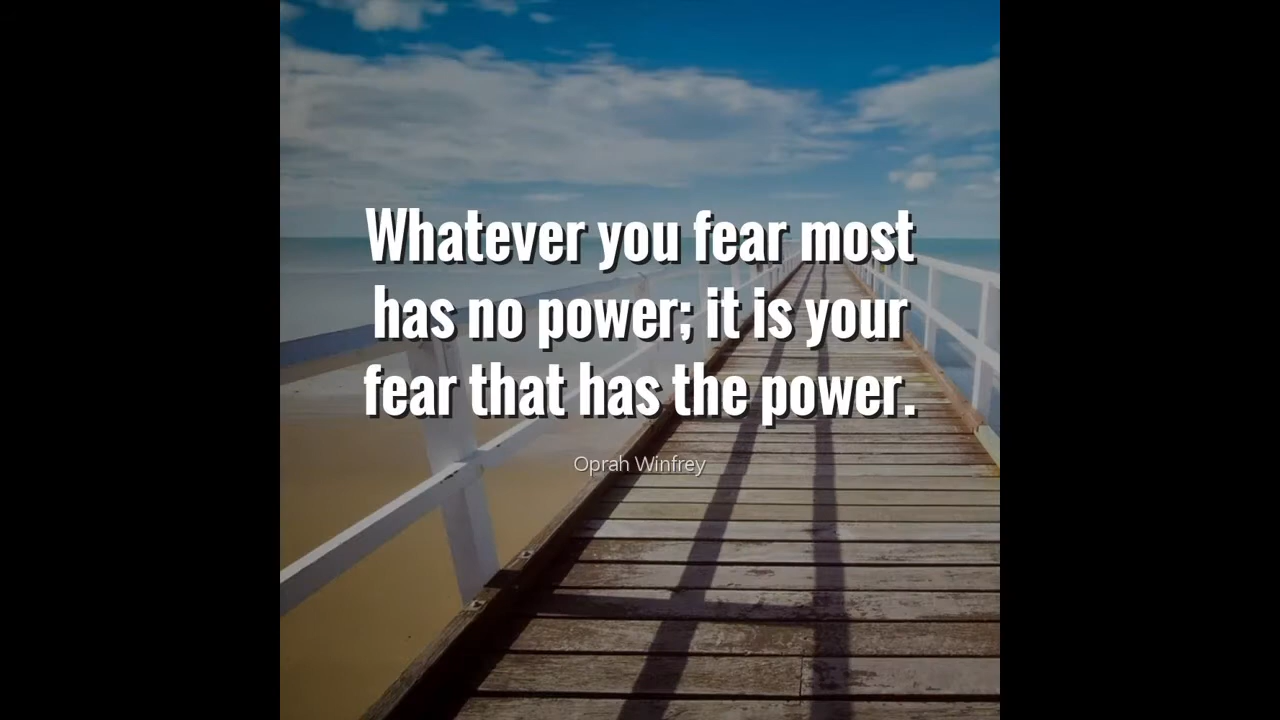 Whatever you fear most
has no power; it is your
fear that has the power.
Oprah Winfrey